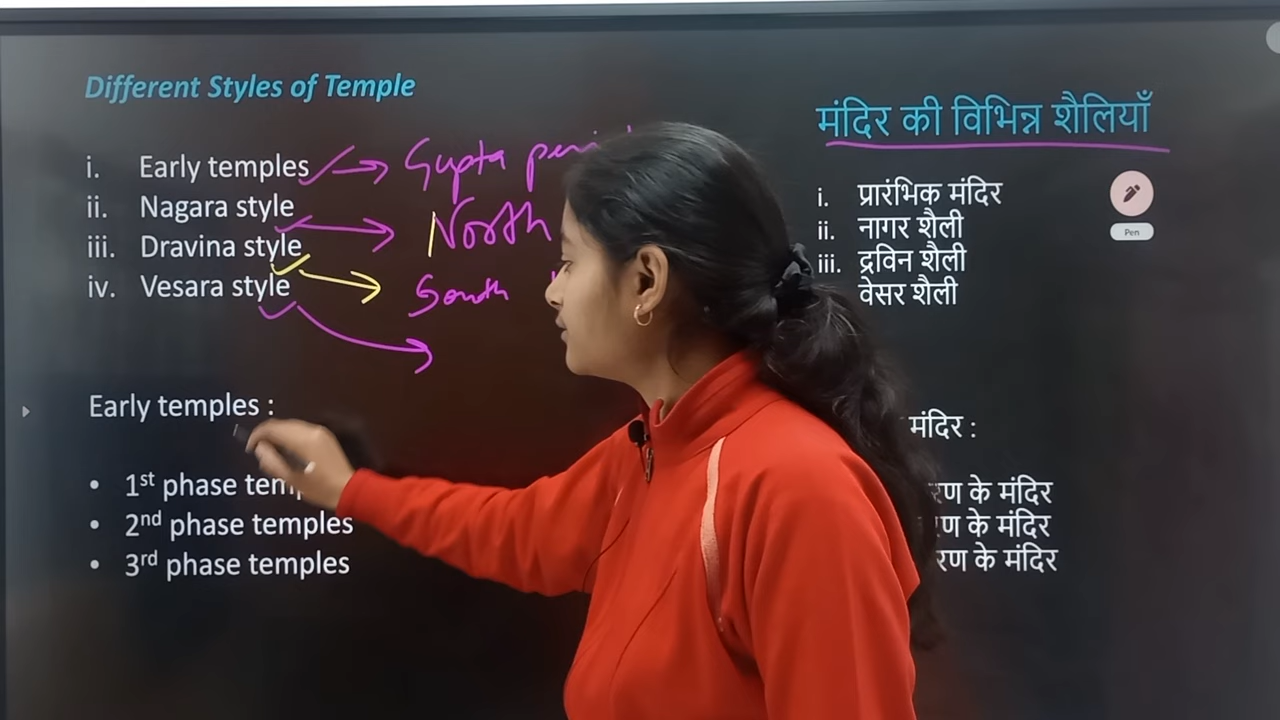 Different Styles of Temple
i. Early temples → Gupta
ii. Nagara style → North
iii. Dravina style → South
iv. Vesara style →
Early temples :
• 1st phase
• 2nd phase temples
• 3rd phase temples
मंदिर की विभिन्न शैलियाँ
i. प्रारंभिक मंदिर
ii. नागर शैली
iii. द्रविन शैली
वेसर शैली
मंदिर :
के मंदिर
के मंदिर
के मंदिर
Pen